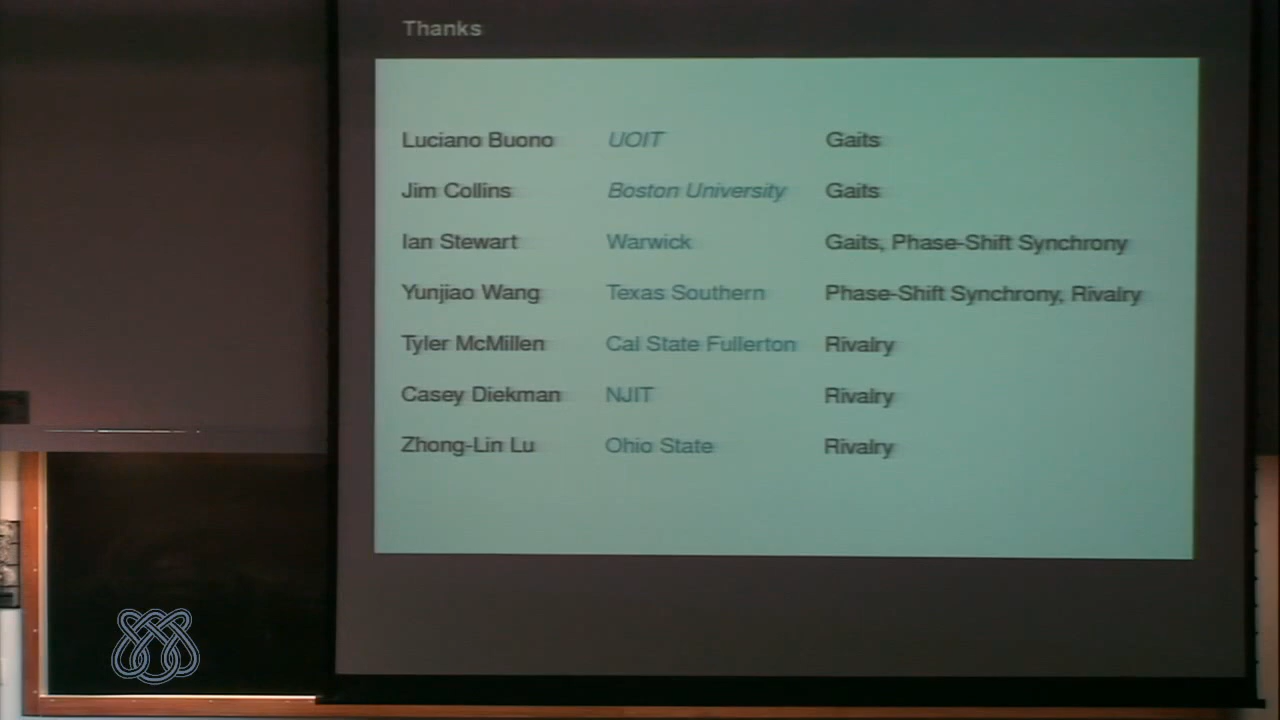 Thanks
Luciano Buono UOIT Gaits
Jim Collins Boston University Gaits
Ian Stewart Warwick Gaits, Phase-Shift Synchrony
Yunjiao Wang Texas Southern Phase-Shift Synchrony, Rivalry
Tyler McMillen Cal State Fullerton Rivalry
Casey Diekman NJIT Rivalry
Zhong-Lin Lu Ohio State Rivalry